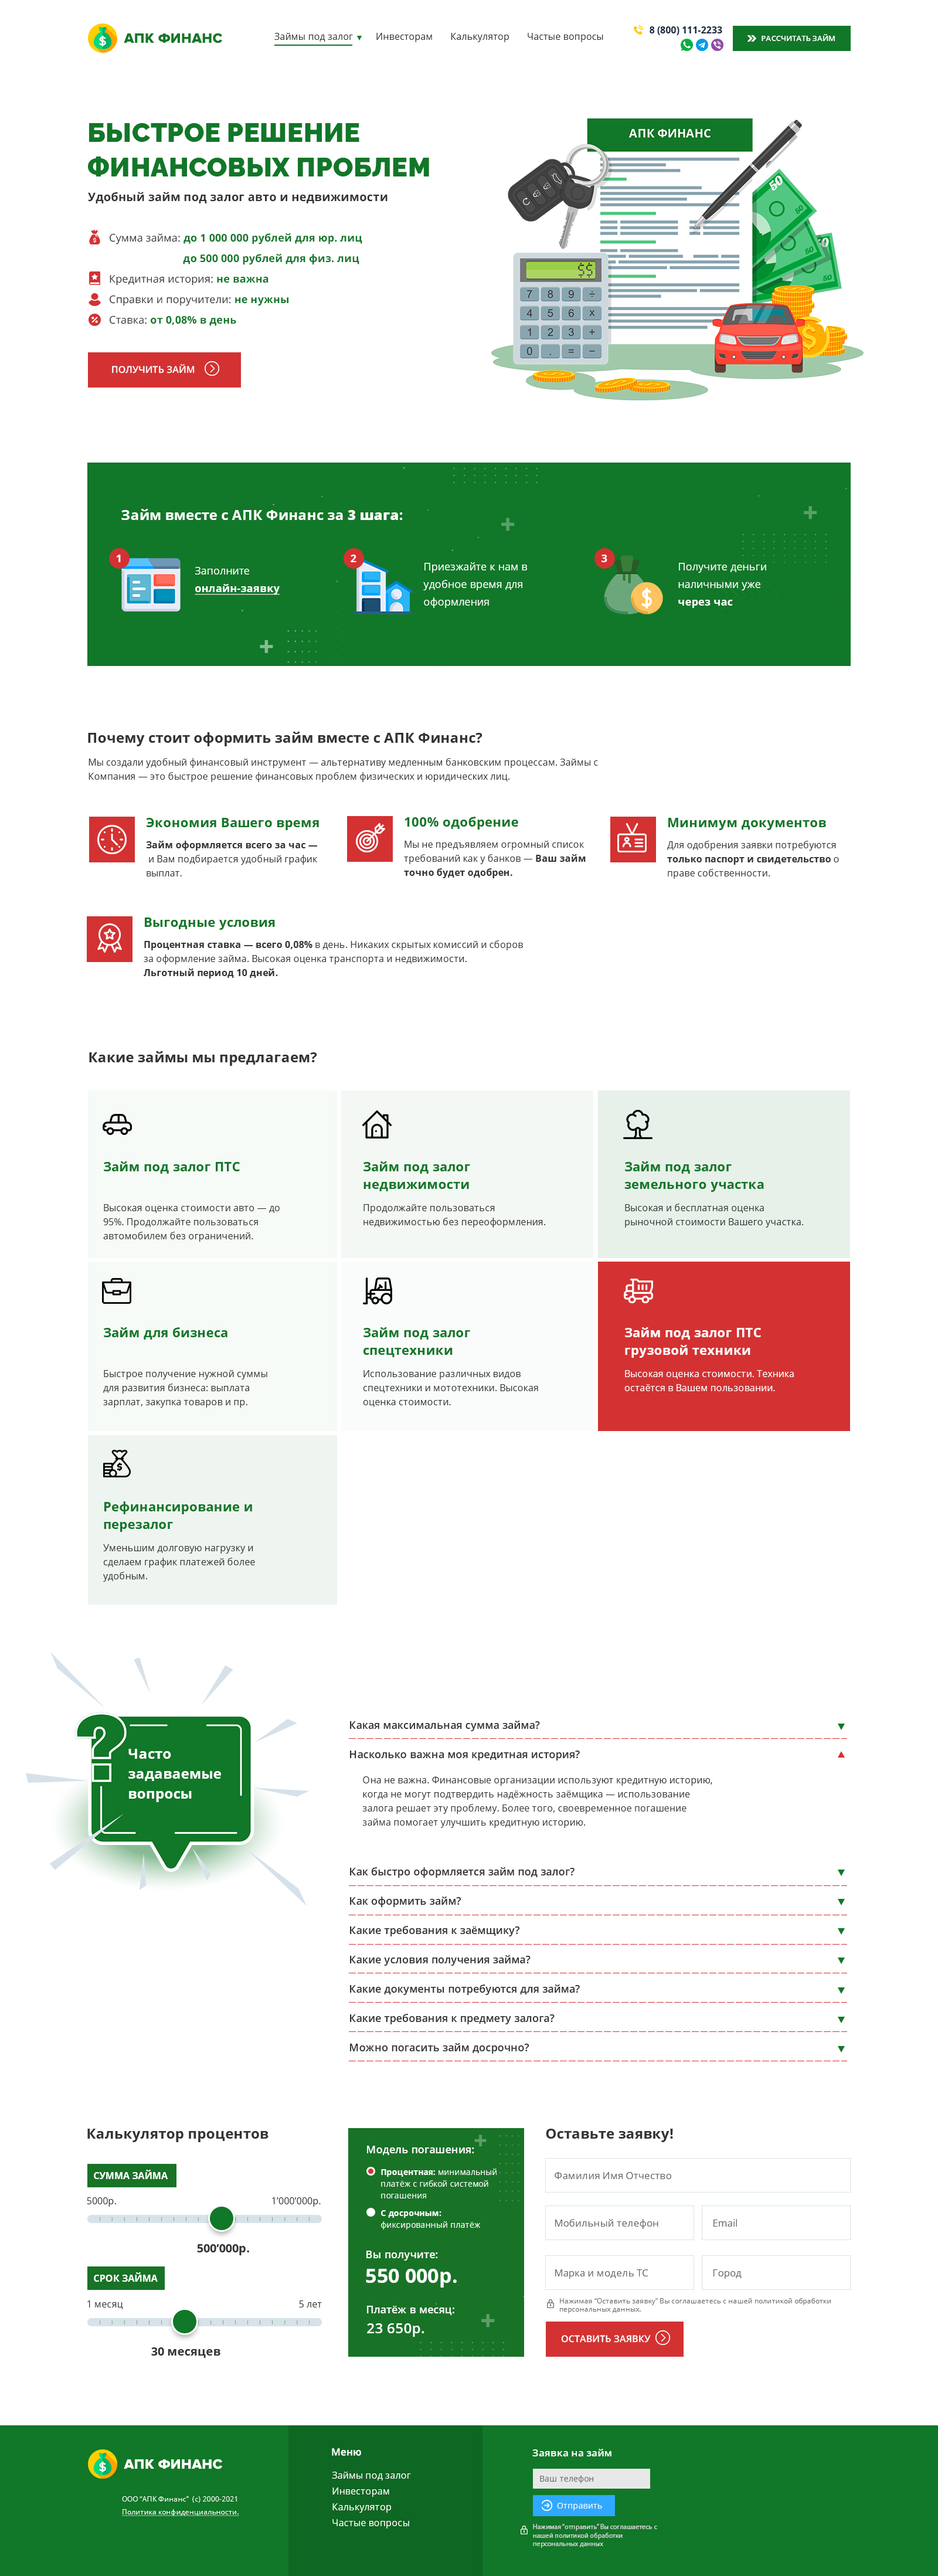 АПК ФИНАНС
Займы под залог
Инвесторам
Калькулятор
Частые вопросы
8 (800) 111-2233
РАССЧИТАТЬ ЗАЙМ
БЫСТРОЕ РЕШЕНИЕ
ФИНАНСОВЫХ ПРОБЛЕМ
Удобный займ под залог авто и недвижимости
Сумма займа: до 1 000 000 рублей для юр. лиц
до 500 000 рублей для физ. лиц
Кредитная история: не важна
Справки и поручители: не нужны
Ставка: от 0,08% в день
ПОЛУЧИТЬ ЗАЙМ
АПК ФИНАНС
50
50
50
50
50
$$
7 8 9 ÷
4 5 6 x
1 2 3 +
0 . = −
$
Займ вместе с АПК Финанс за 3 шага:
1
Заполните
онлайн-заявку
2
Приезжайте к нам в
удобное время для
оформления
3
$
Получите деньги
наличными уже
через час
Почему стоит оформить займ вместе с АПК Финанс?
Мы создали удобный финансовый инструмент — альтернативу медленным банковским процессам. Займы с
Компания — это быстрое решение финансовых проблем физических и юридических лиц.
Экономия Вашего время
Займ оформляется всего за час —
и Вам подбирается удобный график
выплат.
100% одобрение
Мы не предъявляем огромный список
требований как у банков — Ваш займ
точно будет одобрен.
Минимум документов
Для одобрения заявки потребуются
только паспорт и свидетельство о
праве собственности.
Выгодные условия
Процентная ставка — всего 0,08% в день. Никаких скрытых комиссий и сборов
за оформление займа. Высокая оценка транспорта и недвижимости.
Льготный период 10 дней.
Какие займы мы предлагаем?
Займ под залог ПТС
Высокая оценка стоимости авто — до
95%. Продолжайте пользоваться
автомобилем без ограничений.
Займ под залог
недвижимости
Продолжайте пользоваться
недвижимостью без переоформления.
Займ под залог
земельного участка
Высокая и бесплатная оценка
рыночной стоимости Вашего участка.
Займ для бизнеса
Быстрое получение нужной суммы
для развития бизнеса: выплата
зарплат, закупка товаров и пр.
Займ под залог
спецтехники
Использование различных видов
спецтехники и мототехники. Высокая
оценка стоимости.
Займ под залог ПТС
грузовой техники
Высокая оценка стоимости. Техника
остаётся в Вашем пользовании.
Рефинансирование и
перезалог
Уменьшим долговую нагрузку и
сделаем график платежей более
удобным.
?
Часто
задаваемые
вопросы
Какая максимальная сумма займа?
Насколько важна моя кредитная история?
Она не важна. Финансовые организации используют кредитную историю,
когда не могут подтвердить надёжность заёмщика — использование
залога решает эту проблему. Более того, своевременное погашение
займа помогает улучшить кредитную историю.
Как быстро оформляется займ под залог?
Как оформить займ?
Какие требования к заёмщику?
Какие условия получения займа?
Какие документы потребуются для займа?
Какие требования к предмету залога?
Можно погасить займ досрочно?
Калькулятор процентов
СУММА ЗАЙМА
5000р.
1’000’000р.
500’000р.
СРОК ЗАЙМА
1 месяц
5 лет
30 месяцев
Модель погашения:
Процентная: минимальный
платёж с гибкой системой
погашения
С досрочным:
фиксированный платёж
Вы получите:
550 000р.
Платёж в месяц:
23 650р.
Оставьте заявку!
Фамилия Имя Отчество
Мобильный телефон
Email
Марка и модель ТС
Город
Нажимая “Оставить заявку” Вы соглашаетесь с нашей политикой обработки
персональных данных.
ОСТАВИТЬ ЗАЯВКУ
АПК ФИНАНС
ООО “АПК Финанс” (с) 2000-2021
Политика конфиденциальности.
Меню
Займы под залог
Инвесторам
Калькулятор
Частые вопросы
Заявка на займ
Ваш телефон
Отправить
Нажимая “отправить” Вы соглашаетесь с
нашей политикой обработки
персональных данных